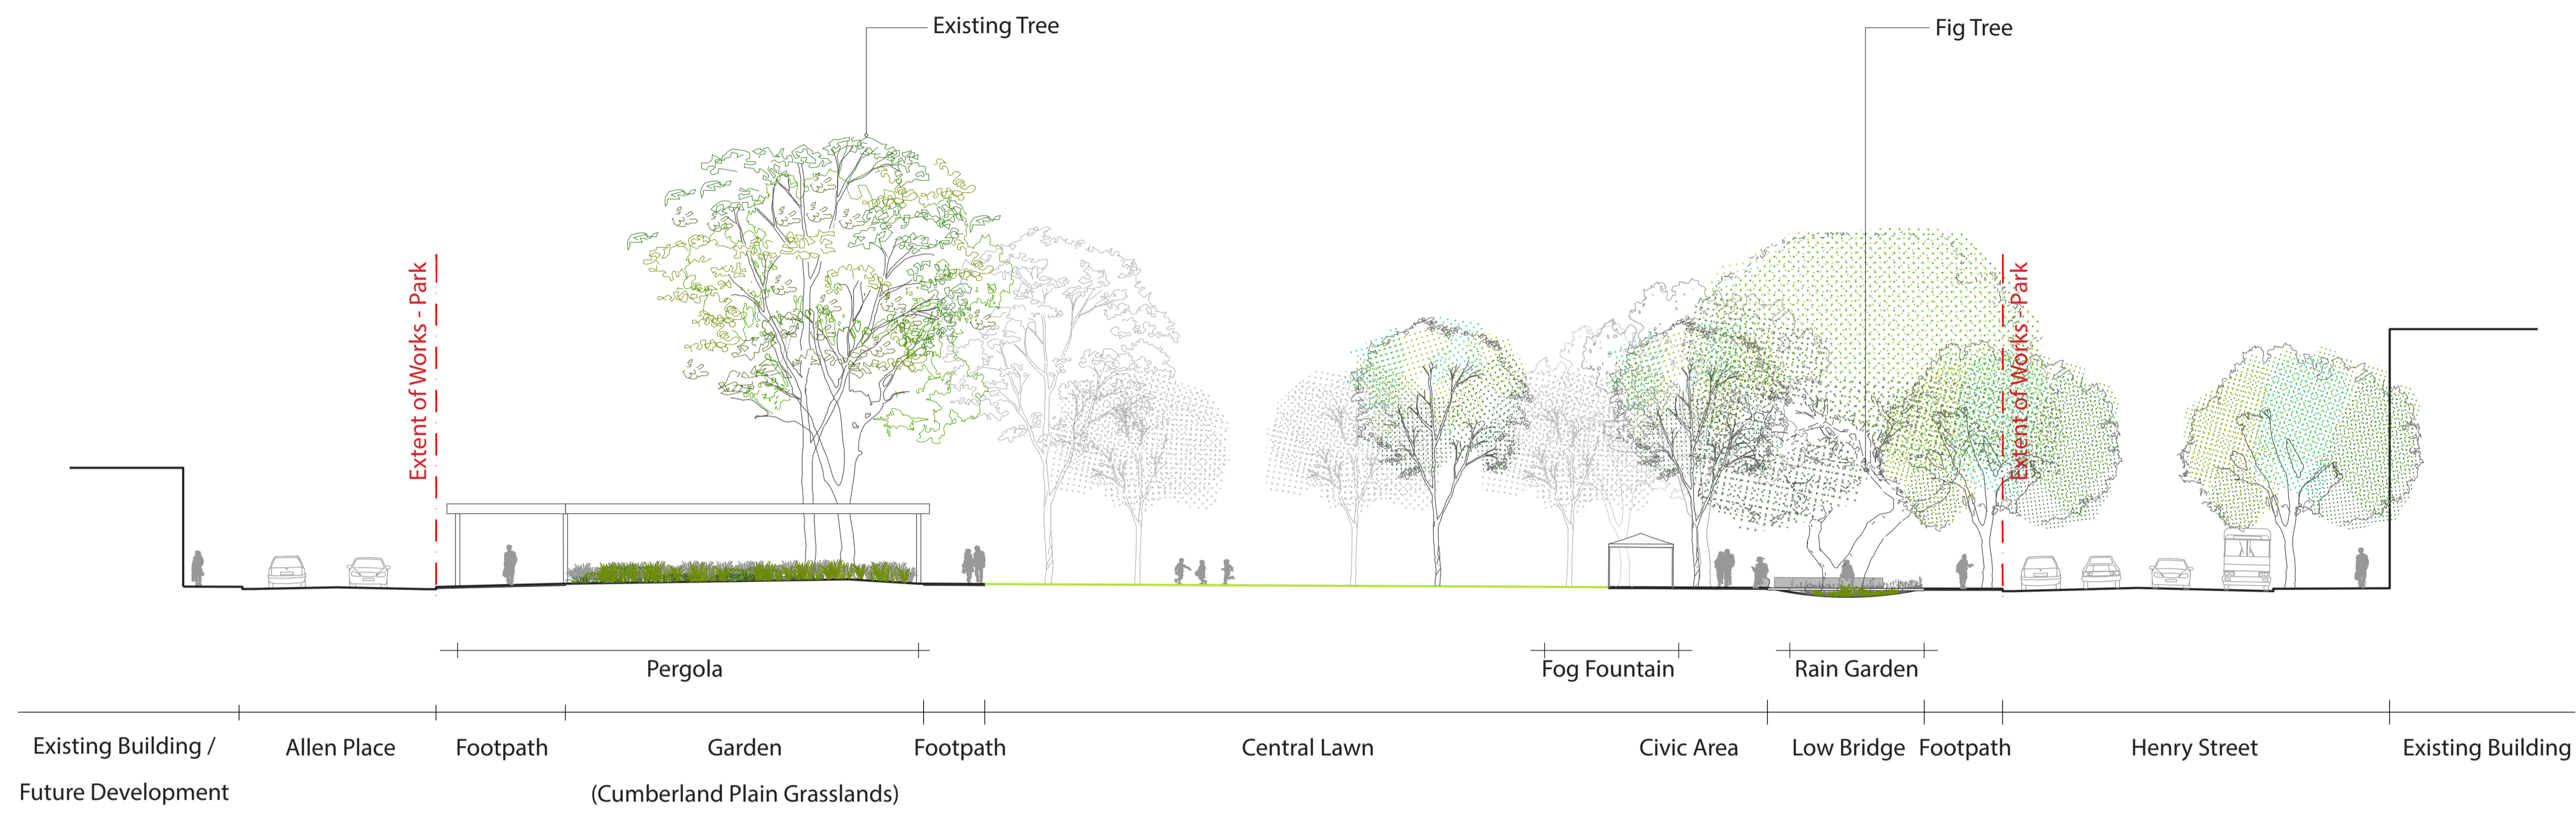 Existing Tree
Fig Tree
Extent of Works - Park
Extent of Works - Park
Pergola
Fog Fountain
Rain Garden
Existing Building /
Future Development
Allen Place
Footpath
Garden
(Cumberland Plain Grasslands)
Footpath
Central Lawn
Civic Area
Low Bridge
Footpath
Henry Street
Existing Building